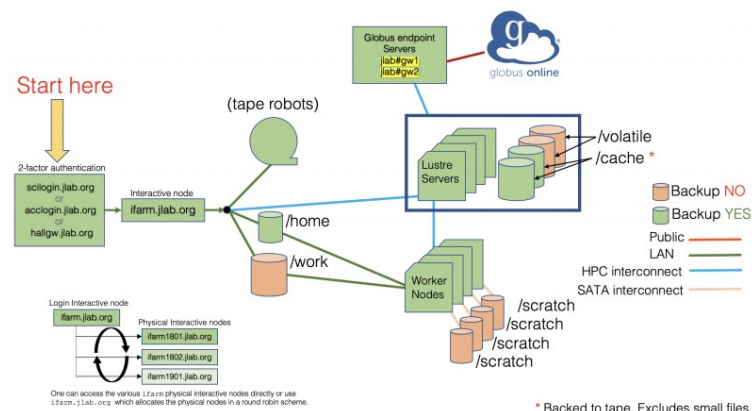 Start here
2-factor authentication
scilogin.jlab.org
or
acclogin.jlab.org
or
hallgw.jlab.org
Interactive node
ifarm.jlab.org
(tape robots)
/home
/work
Globus endpoint
Servers
jlab#gw1
jlab#gw2
g
globus online
Lustre
Servers
/volatile
/cache *
Worker
Nodes
/scratch
/scratch
/scratch
/scratch
Backup NO
Backup YES
Public
LAN
HPC interconnect
SATA interconnect
Login Interactive node
ifarm.jlab.org
Physical Interactive nodes
ifarm1801.jlab.org
ifarm1802.jlab.org
ifarm1901.jlab.org
One can access the various ifarm physical interactive nodes directly or use
ifarm.jlab.org which allocates the physical nodes in a round robin scheme.
* Backed to tape. Excludes small files